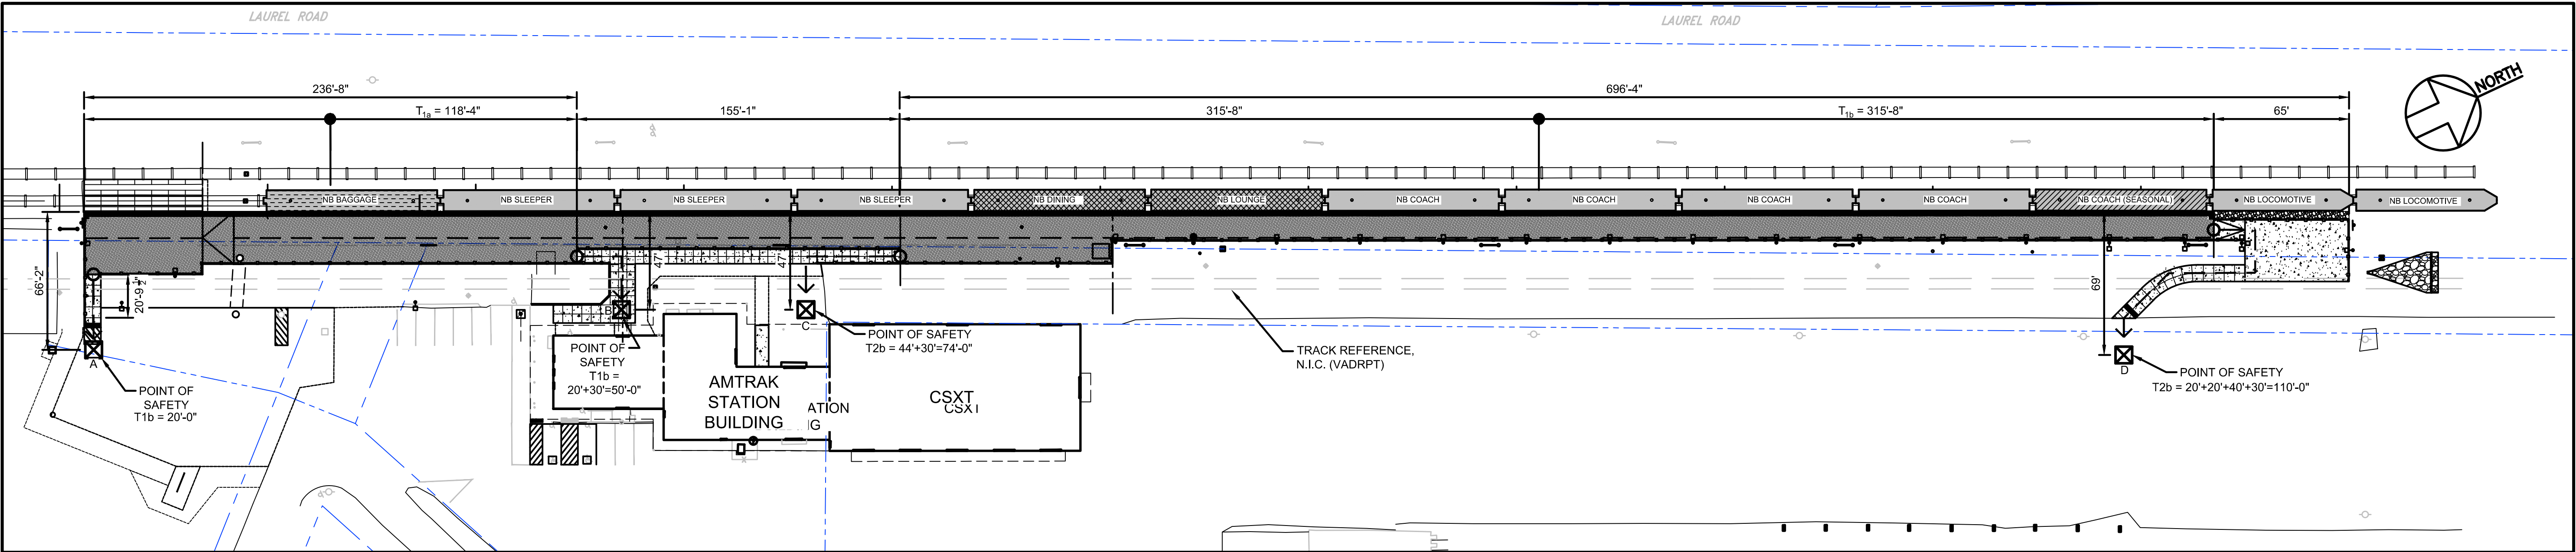 LAUREL ROAD
LAUREL ROAD
NORTH
236'-8"
696'-4"
T1a = 118'-4"
155'-1"
315'-8"
T1b = 315'-8"
65'
NB BAGGAGE
NB SLEEPER
NB SLEEPER
NB SLEEPER
NB DINING
NB LOUNGE
NB COACH
NB COACH
NB COACH
NB COACH
NB COACH (SEASONAL)
NB LOCOMOTIVE
NB LOCOMOTIVE
66'-2"
20'-9 1/2"
47'
47'
69'
A
POINT OF
SAFETY
T1b = 20'-0"
B
POINT OF
SAFETY
T1b =
20'+30'=50'-0"
C
POINT OF SAFETY
T2b = 44'+30'=74'-0"
TRACK REFERENCE,
N.I.C. (VADRPT)
D
POINT OF SAFETY
T2b = 20'+20'+40'+30'=110'-0"
AMTRAK
STATION
BUILDING
ATION
NG
CSXT
CSXT